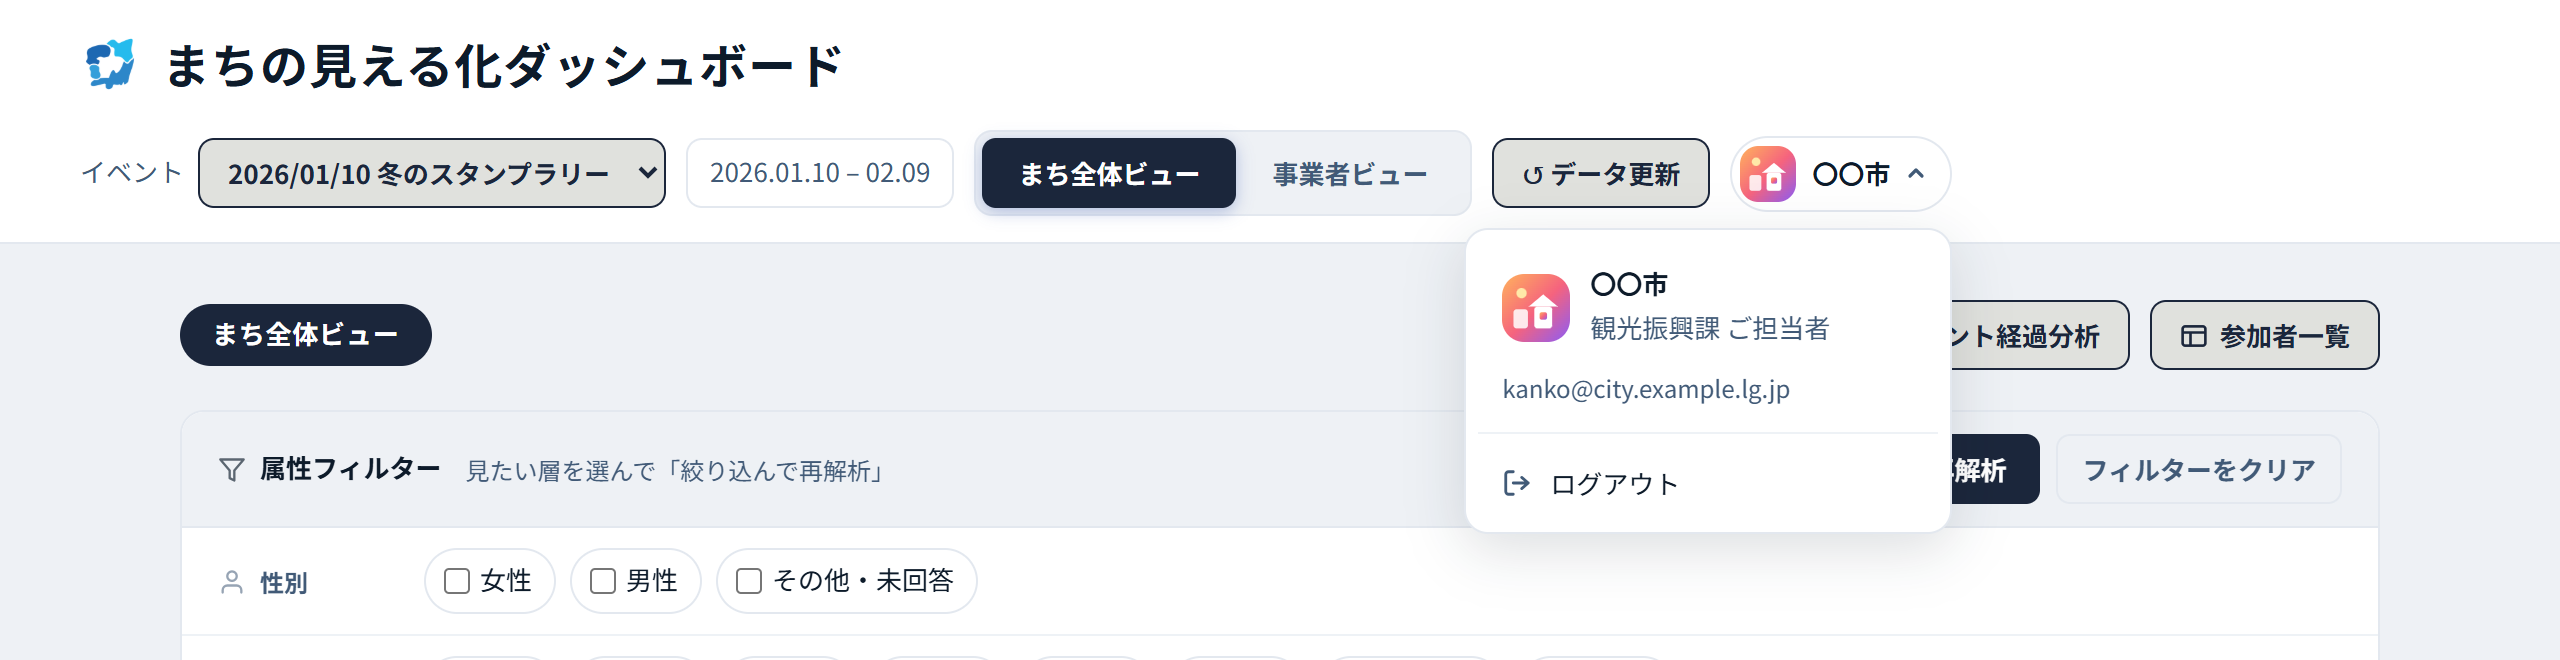 まちの見える化ダッシュボード
イベント 2026/01/10 冬のスタンプラリー 2026.01.10 – 02.09 まち全体ビュー 事業者ビュー ↺ データ更新 〇〇市
〇〇市
観光振興課 ご担当者
kanko@city.example.lg.jp
ログアウト
まち全体ビュー ント経過分析 参加者一覧
属性フィルター 見たい層を選んで「絞り込んで再解析」 解析 フィルターをクリア
性別 女性 男性 その他・未回答